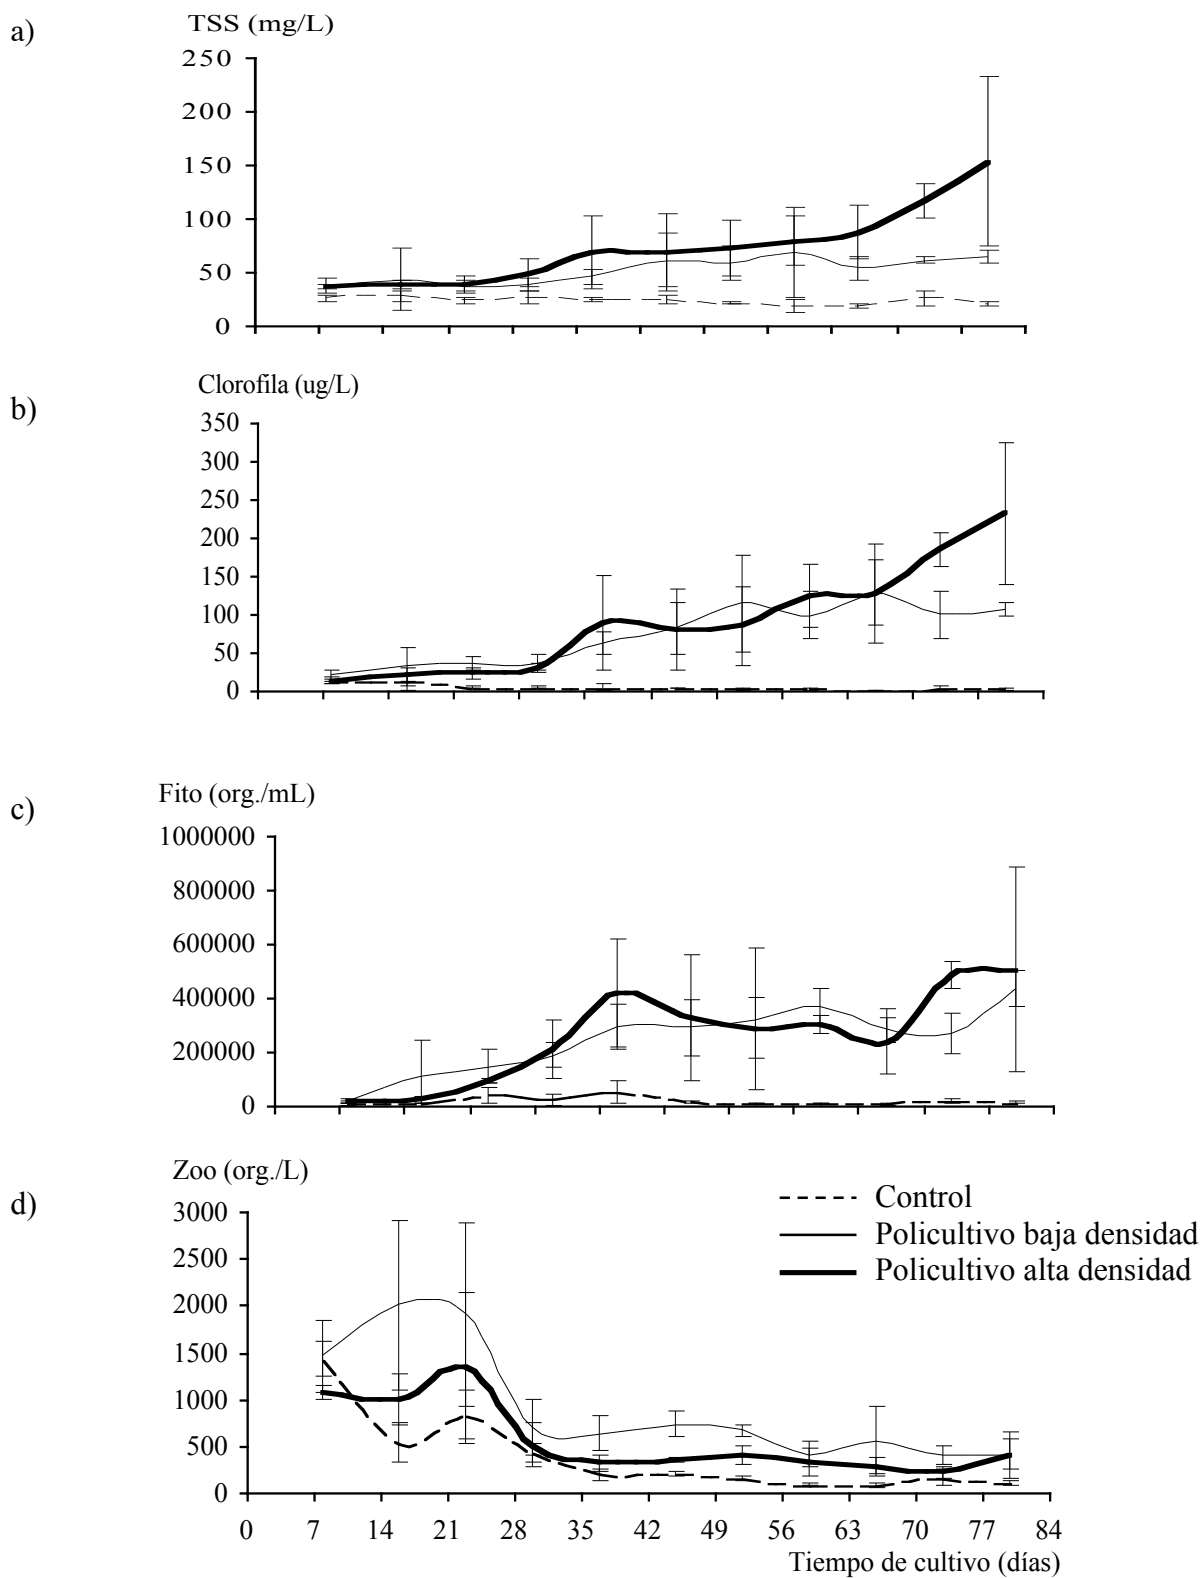 a)
TSS (mg/L)
250
200
150
100
50
0
b)
Clorofila (ug/L)
350
300
250
200
150
100
50
0
c)
Fito (org./mL)
1000000
800000
600000
400000
200000
0
d)
Zoo (org./L)
3000
2500
2000
1500
1000
500
0
Control
Policultivo baja densidad
Policultivo alta densidad
0 7 14 21 28 35 42 49 56 63 70 77 84
Tiempo de cultivo (días)